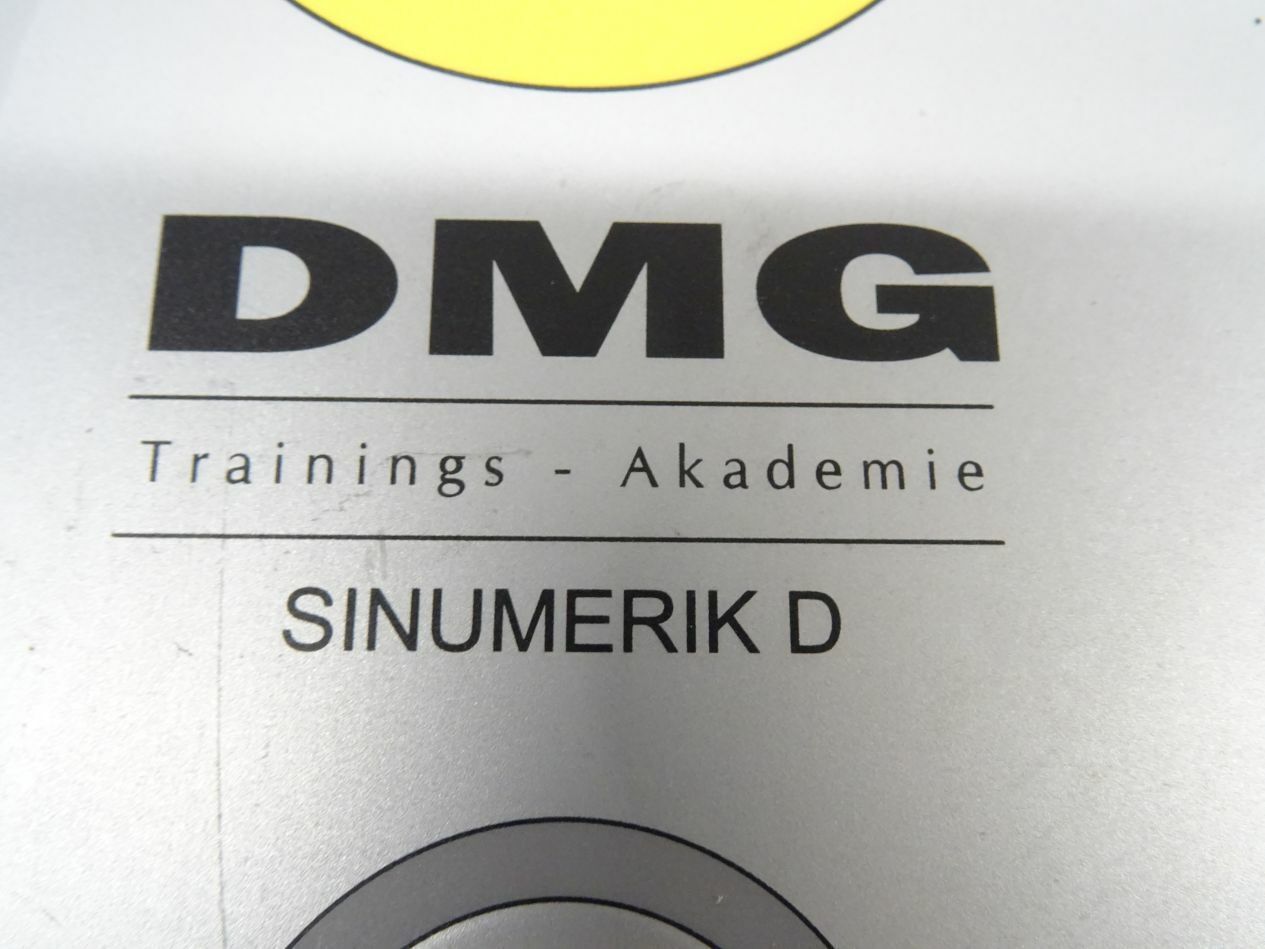 DMG
Trainings - Akademie
SINUMERIK D